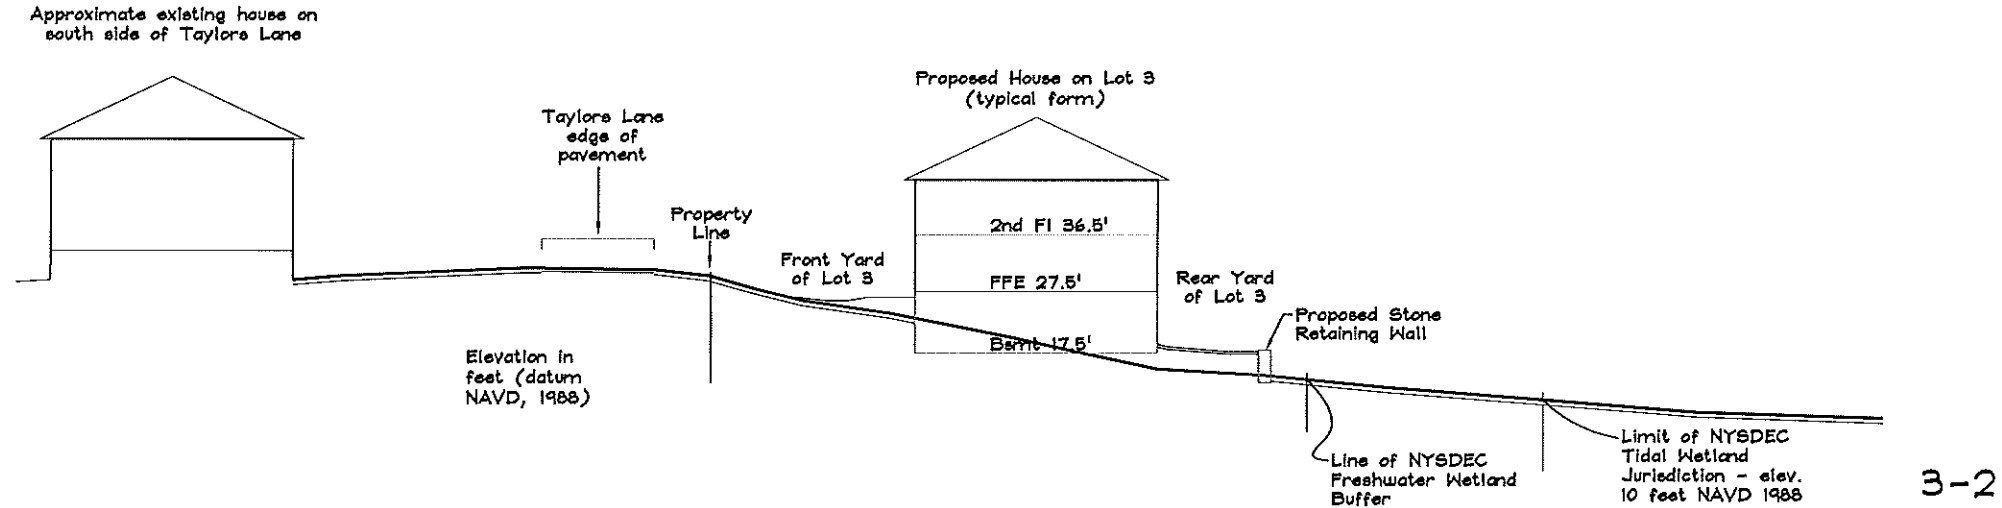 Approximate existing house on
south side of Taylors Lane
Taylors Lane
edge of
pavement
Property
Line
Front Yard
of Lot 3
Proposed House on Lot 3
(typical form)
2nd Fl 36.5'
FFE 27.5'
Bsmt 17.5'
Rear Yard
of Lot 3
Proposed Stone
Retaining Wall
Elevation in
feet (datum
NAVD, 1988)
Line of NYSDEC
Freshwater Wetland
Buffer
Limit of NYSDEC
Tidal Wetland
Jurisdiction - elev.
10 feet NAVD 1988
3-2